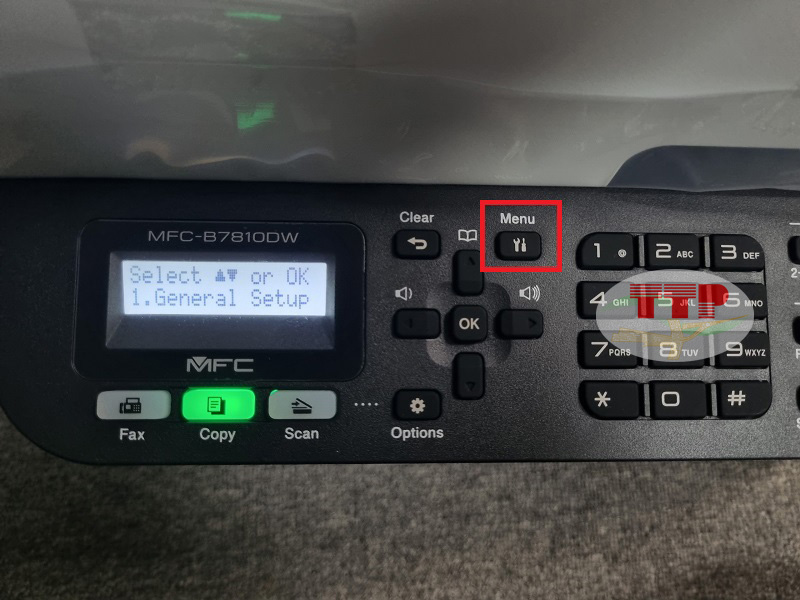 Clear
Menu
MFC-B7810DW
Select ▲▼ or OK
1.General Setup
MFC
OK
Fax
Copy
Scan
Options
1 @
2 ABC
3 DEF
4 GHI
5 JKL
6 MNO
TTP
7 PQRS
8 TUV
9 WXYZ
* 0 #
2-